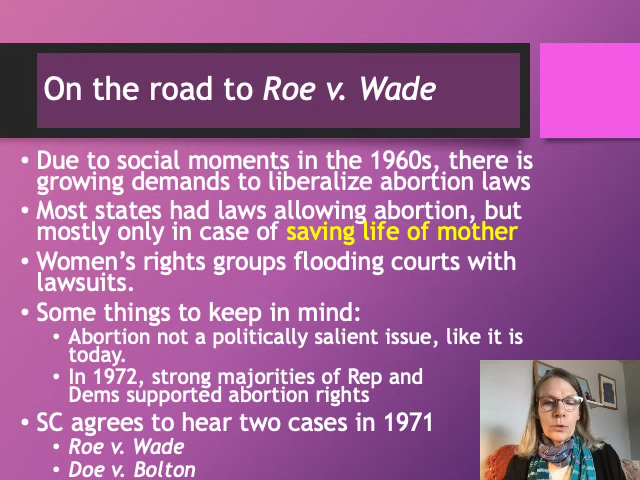 On the road to Roe v. Wade
• Due to social moments in the 1960s, there is
growing demands to liberalize abortion laws
• Most states had laws allowing abortion, but
mostly only in case of saving life of mother
• Women's rights groups flooding courts with
lawsuits.
• Some things to keep in mind:
• Abortion not a politically salient issue, like it is
today.
• In 1972, strong majorities of Rep and
Dems supported abortion rights
• SC agrees to hear two cases in 1971
• Roe v. Wade
• Doe v. Bolton